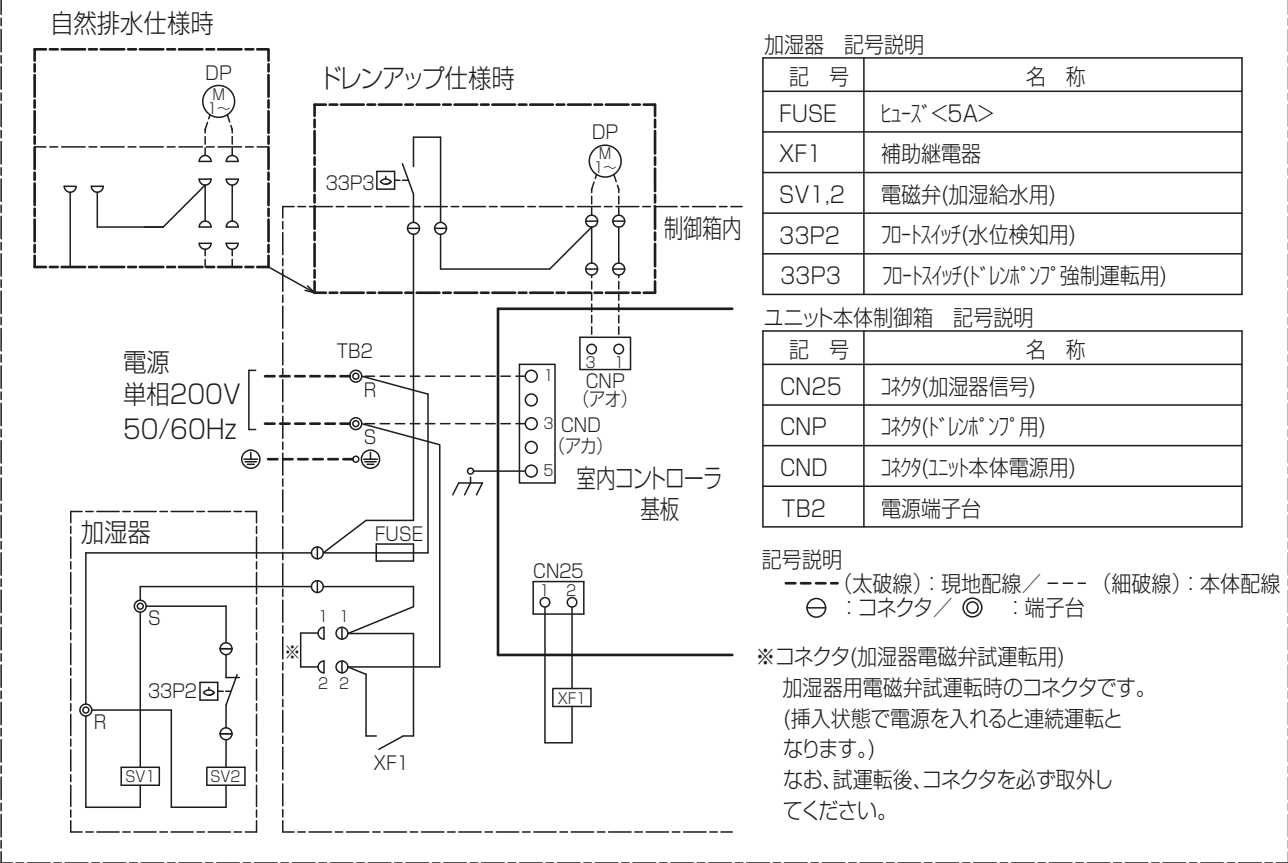 自然排水仕様時
DP
M
1～
ドレンアップ仕様時
DP
M
1～
33P3
制御箱内
電源
単相200V
50/60Hz
TB2
R
S
3 1
CNP
(アオ)
1
3
5
CND
(アカ)
室内コントローラ
基板
加湿器
FUSE
S
1 1
※
2 2
33P2
R
SV1
SV2
XF1
CN25
1 2
XF1
加湿器 記号説明
記 号 名 称
FUSE ﾋｭｰｽﾞ<5A>
XF1 補助継電器
SV1,2 電磁弁(加湿給水用)
33P2 ﾌﾛｰﾄｽｲｯﾁ(水位検知用)
33P3 ﾌﾛｰﾄｽｲｯﾁ(ﾄﾞﾚﾝﾎﾟﾝﾌﾟ強制運転用)
ユニット本体制御箱 記号説明
記 号 名 称
CN25 ｺﾈｸﾀ(加湿器信号)
CNP ｺﾈｸﾀ(ﾄﾞﾚﾝﾎﾟﾝﾌﾟ用)
CND ｺﾈｸﾀ(ﾕﾆｯﾄ本体電源用)
TB2 電源端子台
記号説明
(太破線)：現地配線／ (細破線)：本体配線
：コネクタ／ ：端子台
※コネクタ(加湿器電磁弁試運転用)
加湿器用電磁弁試運転時のコネクタです。
(挿入状態で電源を入れると連続運転と
なります。)
なお、試運転後、コネクタを必ず取外し
てください。